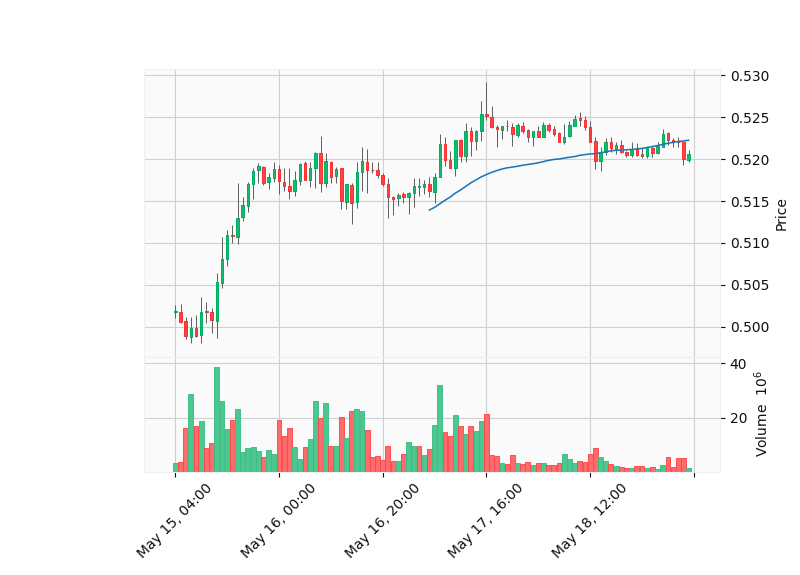 0.530
0.525
0.520
0.515
0.510
0.505
0.500
Price
40
20
Volume 10^6
May 15, 04:00
May 16, 00:00
May 16, 20:00
May 17, 16:00
May 18, 12:00